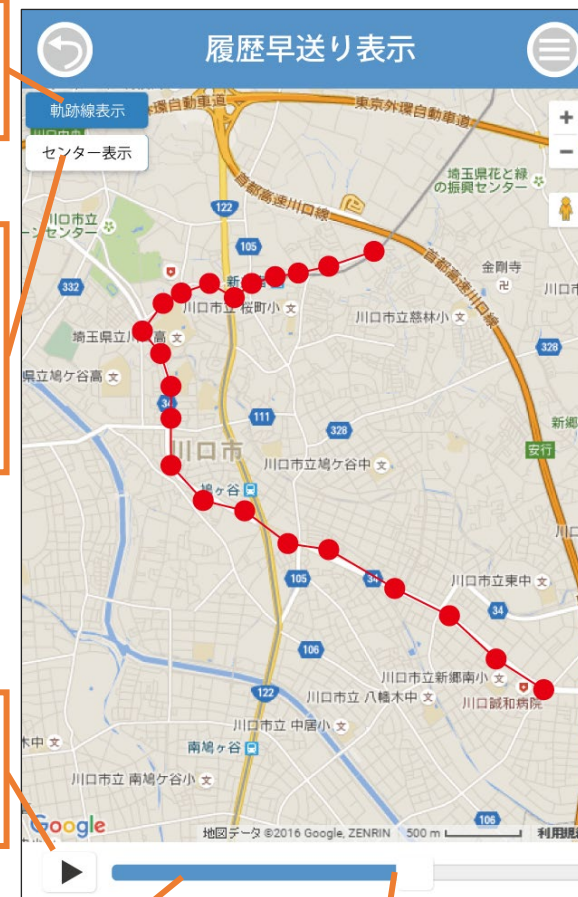 履歴早送り表示
軌跡線表示
センター表示
環自動車道
東京外環自動車道
首都高速川口線
埼玉県花と緑
の振興センター
川口市立
ーンセンター
122
105
332
金剛寺
川口市立桜町小
川口市立慈林小
首都高速川口線
328
県立鳩ケ谷高
34
111
328
川口市
新郷
安行
川口市立鳩ケ谷中
鳩ヶ谷
105
34
川口市立東中
34
106
川口市立新郷南小
122
川口市立 八幡木中
川口誠和病院
川口市立 中居小
木中
南鳩ヶ谷
川口市立 南鳩ケ谷小
106
Google
地図データ ©2016 Google, ZENRIN
500 m
利用規